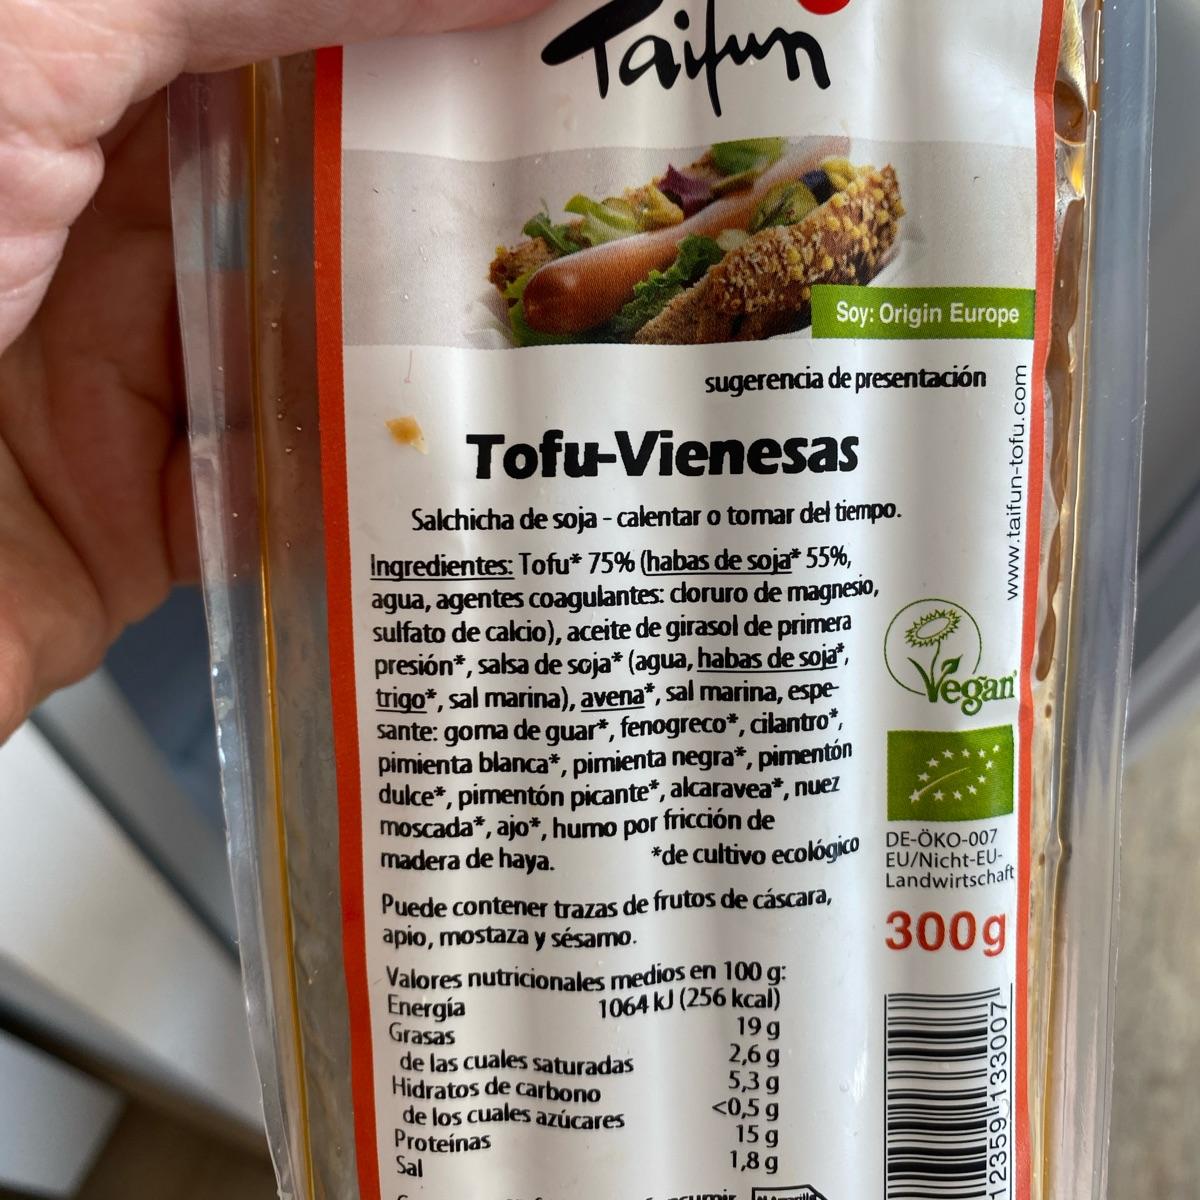 Taifun
Soy: Origin Europe
sugerencia de presentación
www.taifun-tofu.com
Tofu-Vienesas
Salchicha de soja - calentar o tomar del tiempo.
Ingredientes: Tofu* 75% (habas de soja* 55%,
agua, agentes coagulantes: cloruro de magnesio,
sulfato de calcio), aceite de girasol de primera
presión*, salsa de soja* (agua, habas de soja*,
trigo*, sal marina), avena*, sal marina, espe-
sante: goma de guar*, fenogreco*, cilantro*,
pimienta blanca*, pimienta negra*, pimentón
dulce*, pimentón picante*, alcaravea*, nuez
moscada*, ajo*, humo por fricción de
madera de haya.
*de cultivo ecológico
Puede contener trazas de frutos de cáscara,
apio, mostaza y sésamo.
Valores nutricionales medios en 100 g:
Energía 1064 kJ (256 kcal)
Grasas 19 g
de las cuales saturadas 2,6 g
Hidratos de carbono 5,3 g
de los cuales azúcares <0,5 g
Proteínas 15 g
Sal 1,8 g
Vegan
DE-ÖKO-007
EU/Nicht-EU-
Landwirtschaft
300g
12359 133007